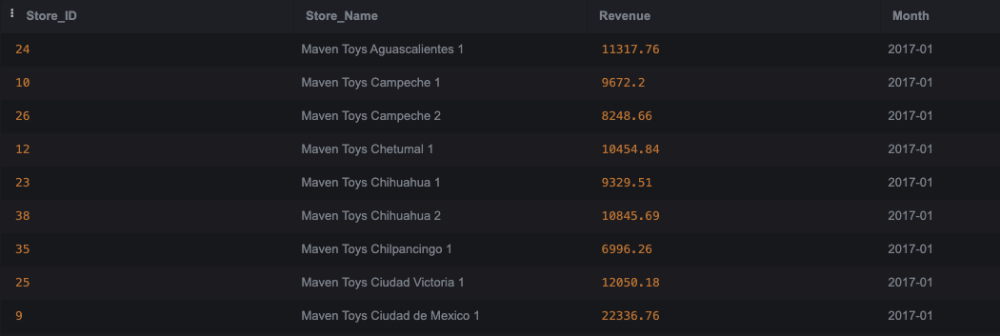 Store_ID Store_Name Revenue Month
24 Maven Toys Aguascalientes 1 11317.76 2017-01
10 Maven Toys Campeche 1 9672.2 2017-01
26 Maven Toys Campeche 2 8248.66 2017-01
12 Maven Toys Chetumal 1 10454.84 2017-01
23 Maven Toys Chihuahua 1 9329.51 2017-01
38 Maven Toys Chihuahua 2 10845.69 2017-01
35 Maven Toys Chilpancingo 1 6996.26 2017-01
25 Maven Toys Ciudad Victoria 1 12050.18 2017-01
9 Maven Toys Ciudad de Mexico 1 22336.76 2017-01